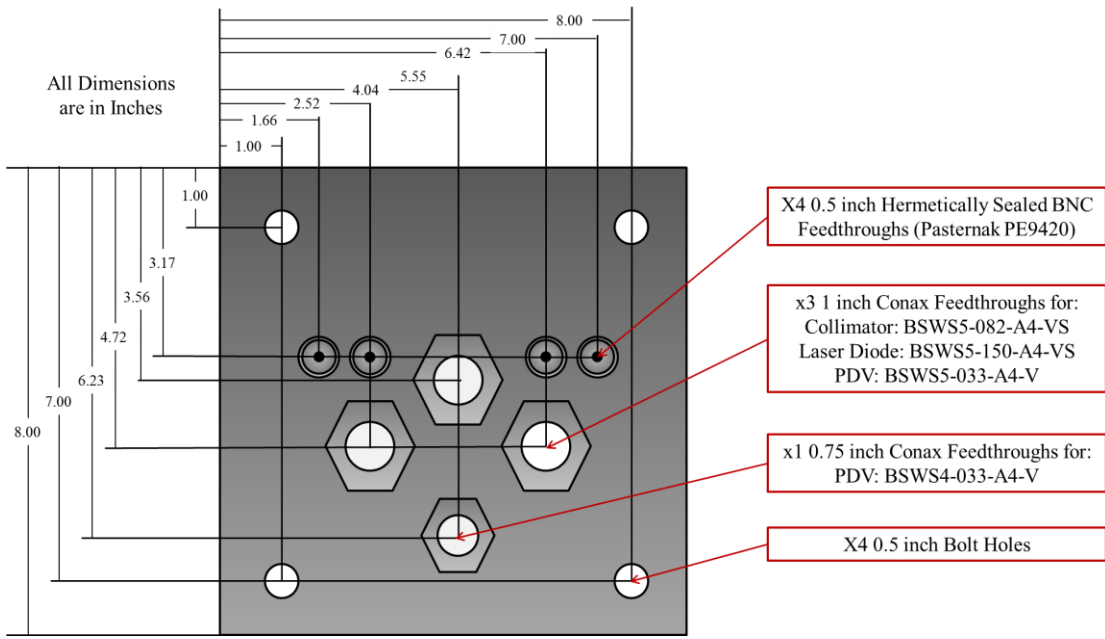 8.00
7.00
6.42
5.55
4.04
2.52
1.66
1.00
All Dimensions
are in Inches
1.00
3.17
3.56
4.72
6.23
7.00
8.00
X4 0.5 inch Hermetically Sealed BNC
Feedthroughs (Pasternak PE9420)
x3 1 inch Conax Feedthroughs for:
Collimator: BSWS5-082-A4-VS
Laser Diode: BSWS5-150-A4-VS
PDV: BSWS5-033-A4-V
x1 0.75 inch Conax Feedthroughs for:
PDV: BSWS4-033-A4-V
X4 0.5 inch Bolt Holes